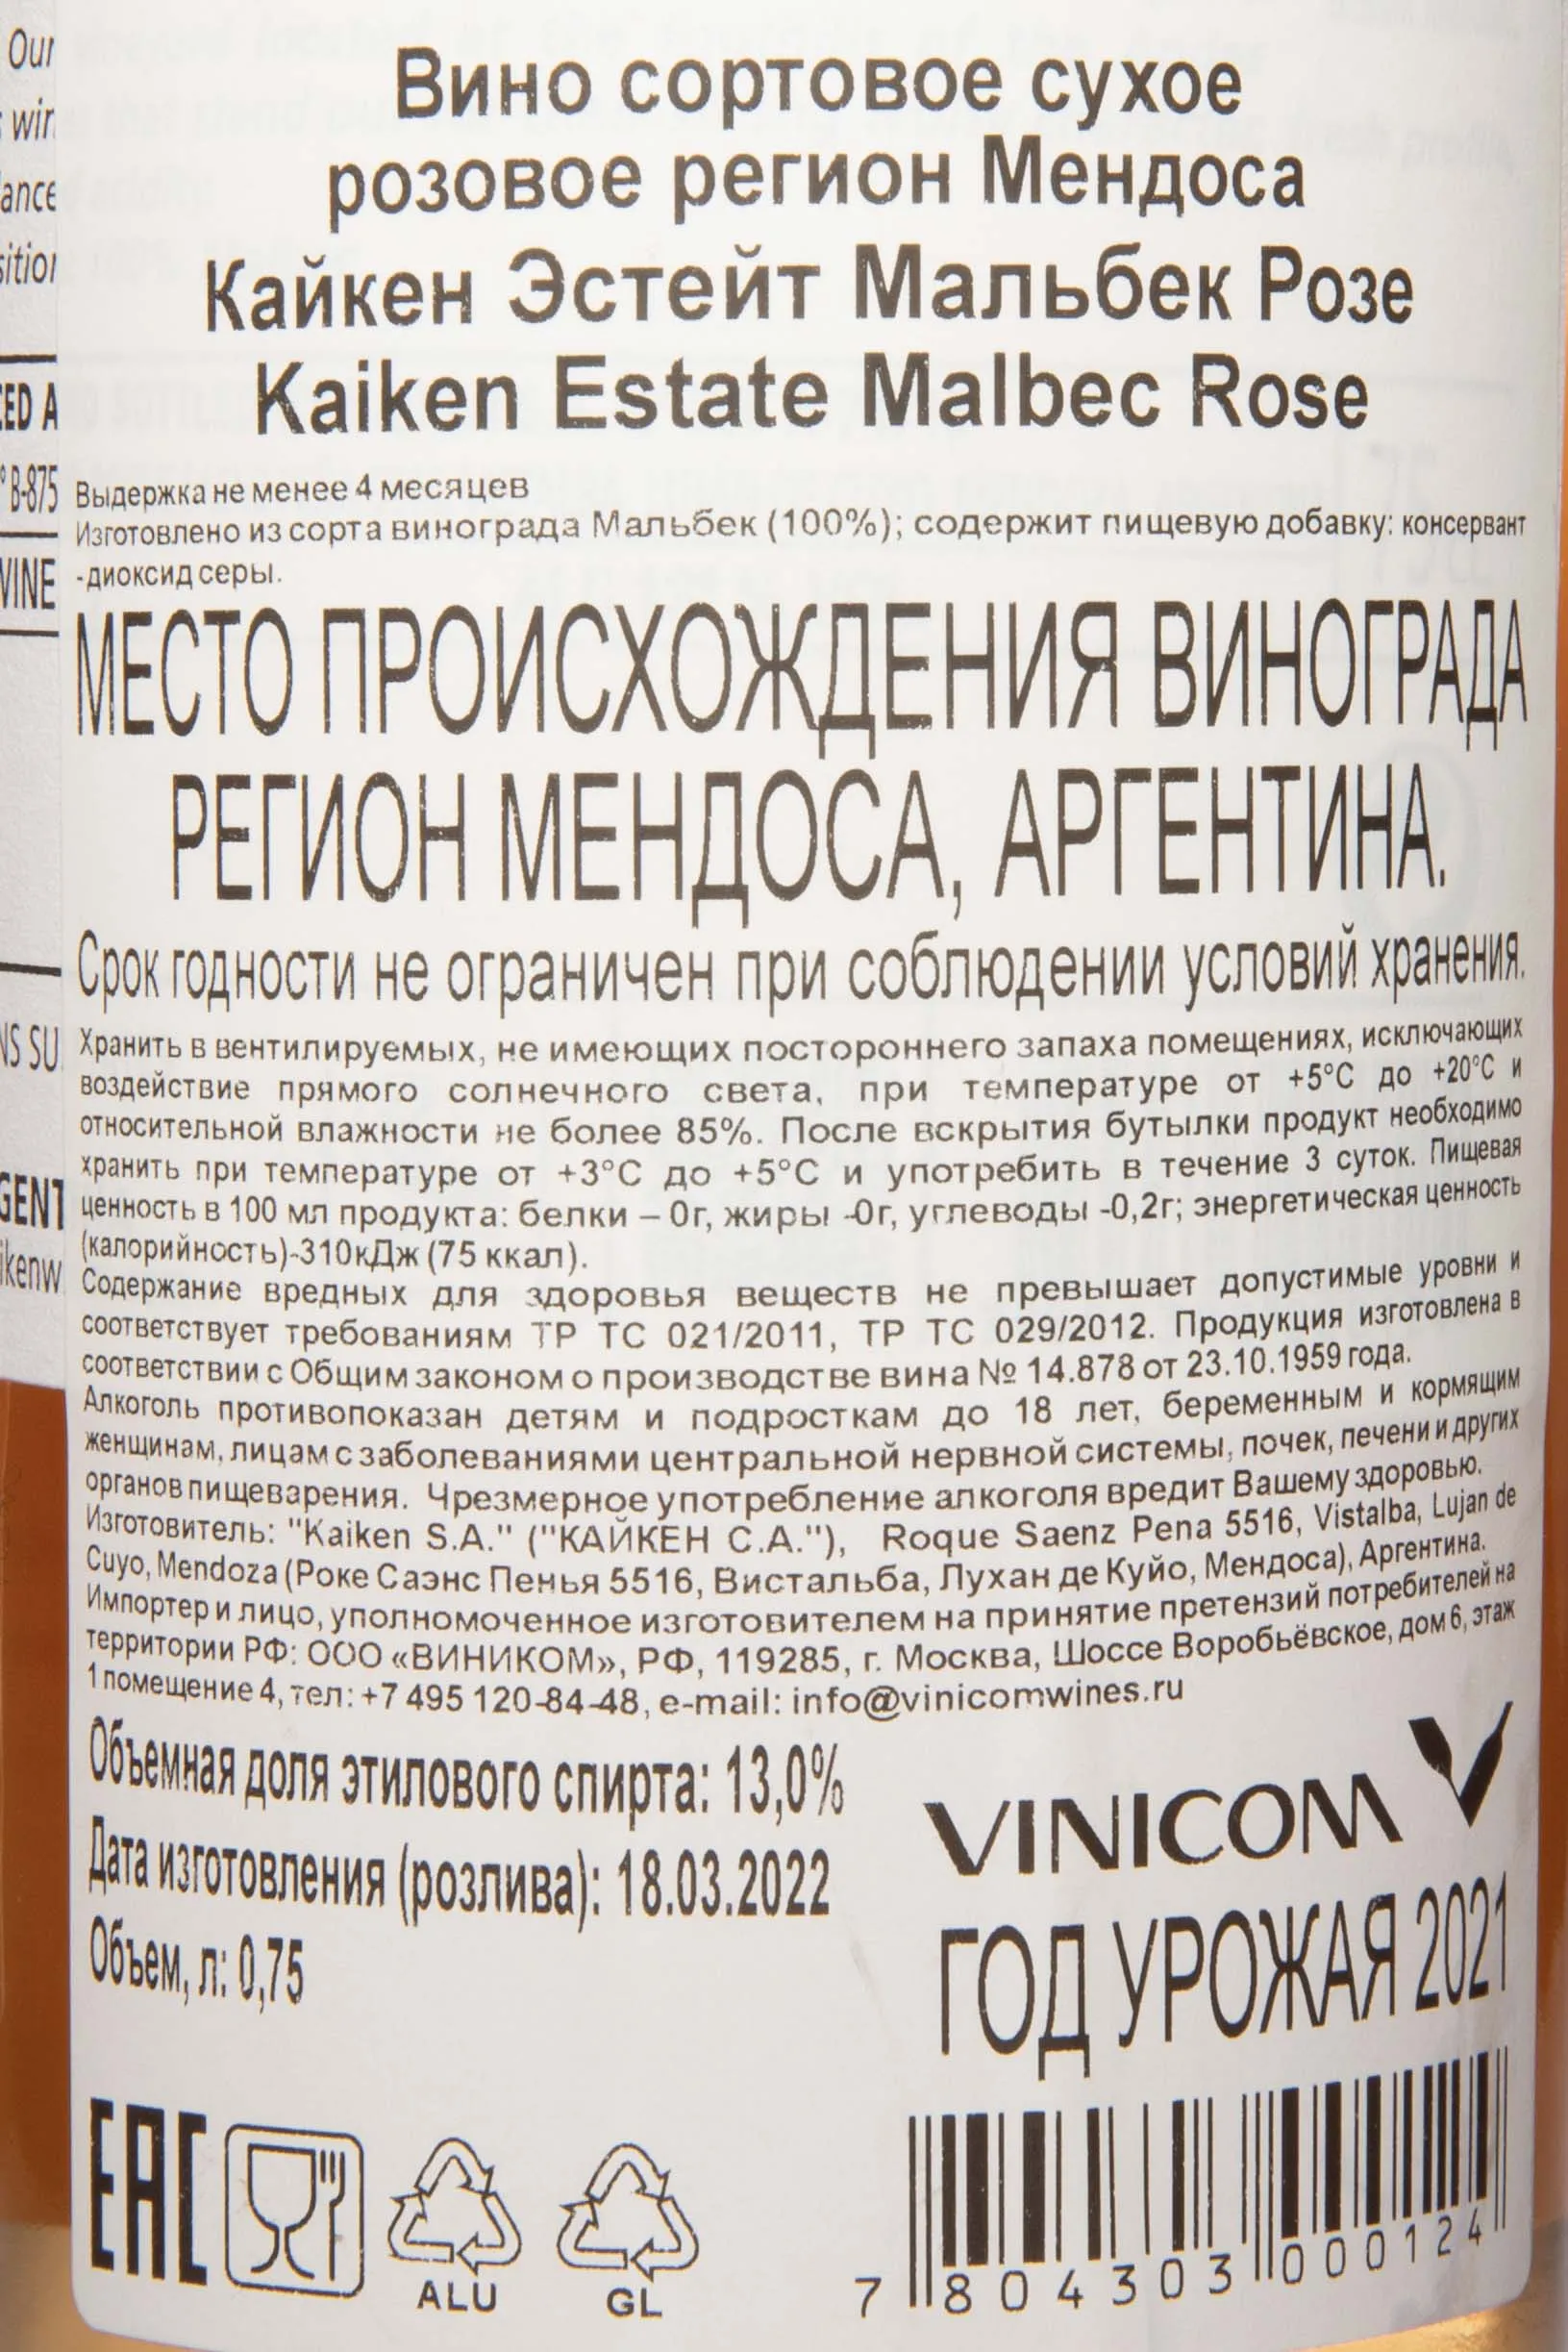 Our
win
ance
sition
ED A
° B-875
WINE
NS SU
GENT
ikenw
Вино сортовое сухое
розовое регион Мендоса
Кайкен Эстейт Мальбек Розе
Kaiken Estate Malbec Rose
Выдержка не менее 4 месяцев
Изготовлено из сорта винограда Мальбек (100%); содержит пищевую добавку: консервант
-диоксид серы.
МЕСТО ПРОИСХОЖДЕНИЯ ВИНОГРАДА
РЕГИОН МЕНДОСА, АРГЕНТИНА.
Срок годности не ограничен при соблюдении условий хранения.
Хранить в вентилируемых, не имеющих постороннего запаха помещениях, исключающих
воздействие прямого солнечного света, при температуре от +5°С до +20°С и
относительной влажности не более 85%. После вскрытия бутылки продукт необходимо
хранить при температуре от +3°С до +5°С и употребить в течение 3 суток. Пищевая
ценность в 100 мл продукта: белки – 0г, жиры -0г, углеводы -0,2г; энергетическая ценность
(калорийность)-310кДж (75 ккал).
Содержание вредных для здоровья веществ не превышает допустимые уровни и
соответствует требованиям ТР ТС 021/2011, ТР ТС 029/2012. Продукция изготовлена в
соответствии с Общим законом о производстве вина № 14.878 от 23.10.1959 года.
Алкоголь противопоказан детям и подросткам до 18 лет, беременным и кормящим
женщинам, лицам с заболеваниями центральной нервной системы, почек, печени и других
органов пищеварения. Чрезмерное употребление алкоголя вредит Вашему здоровью.
Изготовитель: "Kaiken S.A." ("КАЙКЕН С.А."), Roque Saenz Pena 5516, Vistalba, Lujan de
Cuyo, Mendoza (Роке Саэнс Пенья 5516, Вистальба, Лухан де Куйо, Мендоса), Аргентина.
Импортер и лицо, уполномоченное изготовителем на принятие претензий потребителей на
территории РФ: ООО «ВИНИКОМ», РФ, 119285, г. Москва, Шоссе Воробьёвское, дом 6, этаж
1 помещение 4, тел: +7 495 120-84-48, e-mail: info@vinicomwines.ru
Объемная доля этилового спирта: 13,0%
Дата изготовления (розлива): 18.03.2022
Объем, л: 0,75
VINICOM
ГОД УРОЖАЯ 2021
EAC
ALU
GL
7 804303 000124